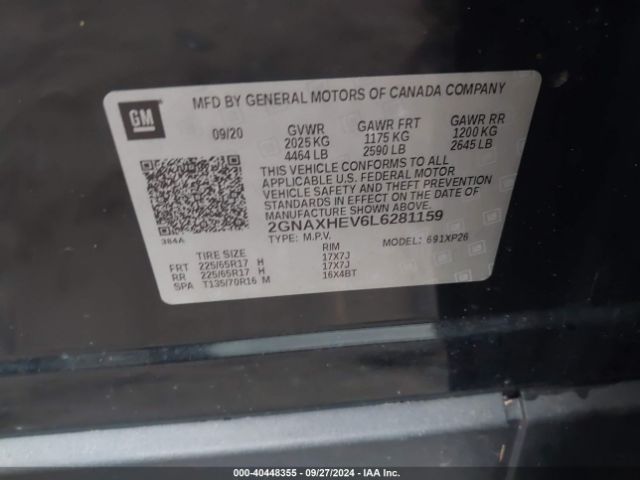 MFD BY GENERAL MOTORS OF CANADA COMPANY
GM
09/20
GVWR GAWR FRT GAWR RR
2025 KG 1175 KG 1200 KG
4464 LB 2590 LB 2645 LB
THIS VEHICLE CONFORMS TO ALL
APPLICABLE U.S. FEDERAL MOTOR
VEHICLE SAFETY AND THEFT PREVENTION
STANDARDS IN EFFECT ON THE DATE OF
MANUFACTURE SHOWN ABOVE.
2GNAXHEV6L6281159
TYPE: M.P.V. MODEL: 691XP26
384A
TIRE SIZE RIM
FRT 225/65R17 H 17X7J
RR 225/65R17 H 17X7J
SPA T135/70R16 M 16X4BT
000-40448355 | 09/27/2024 | IAA Inc.